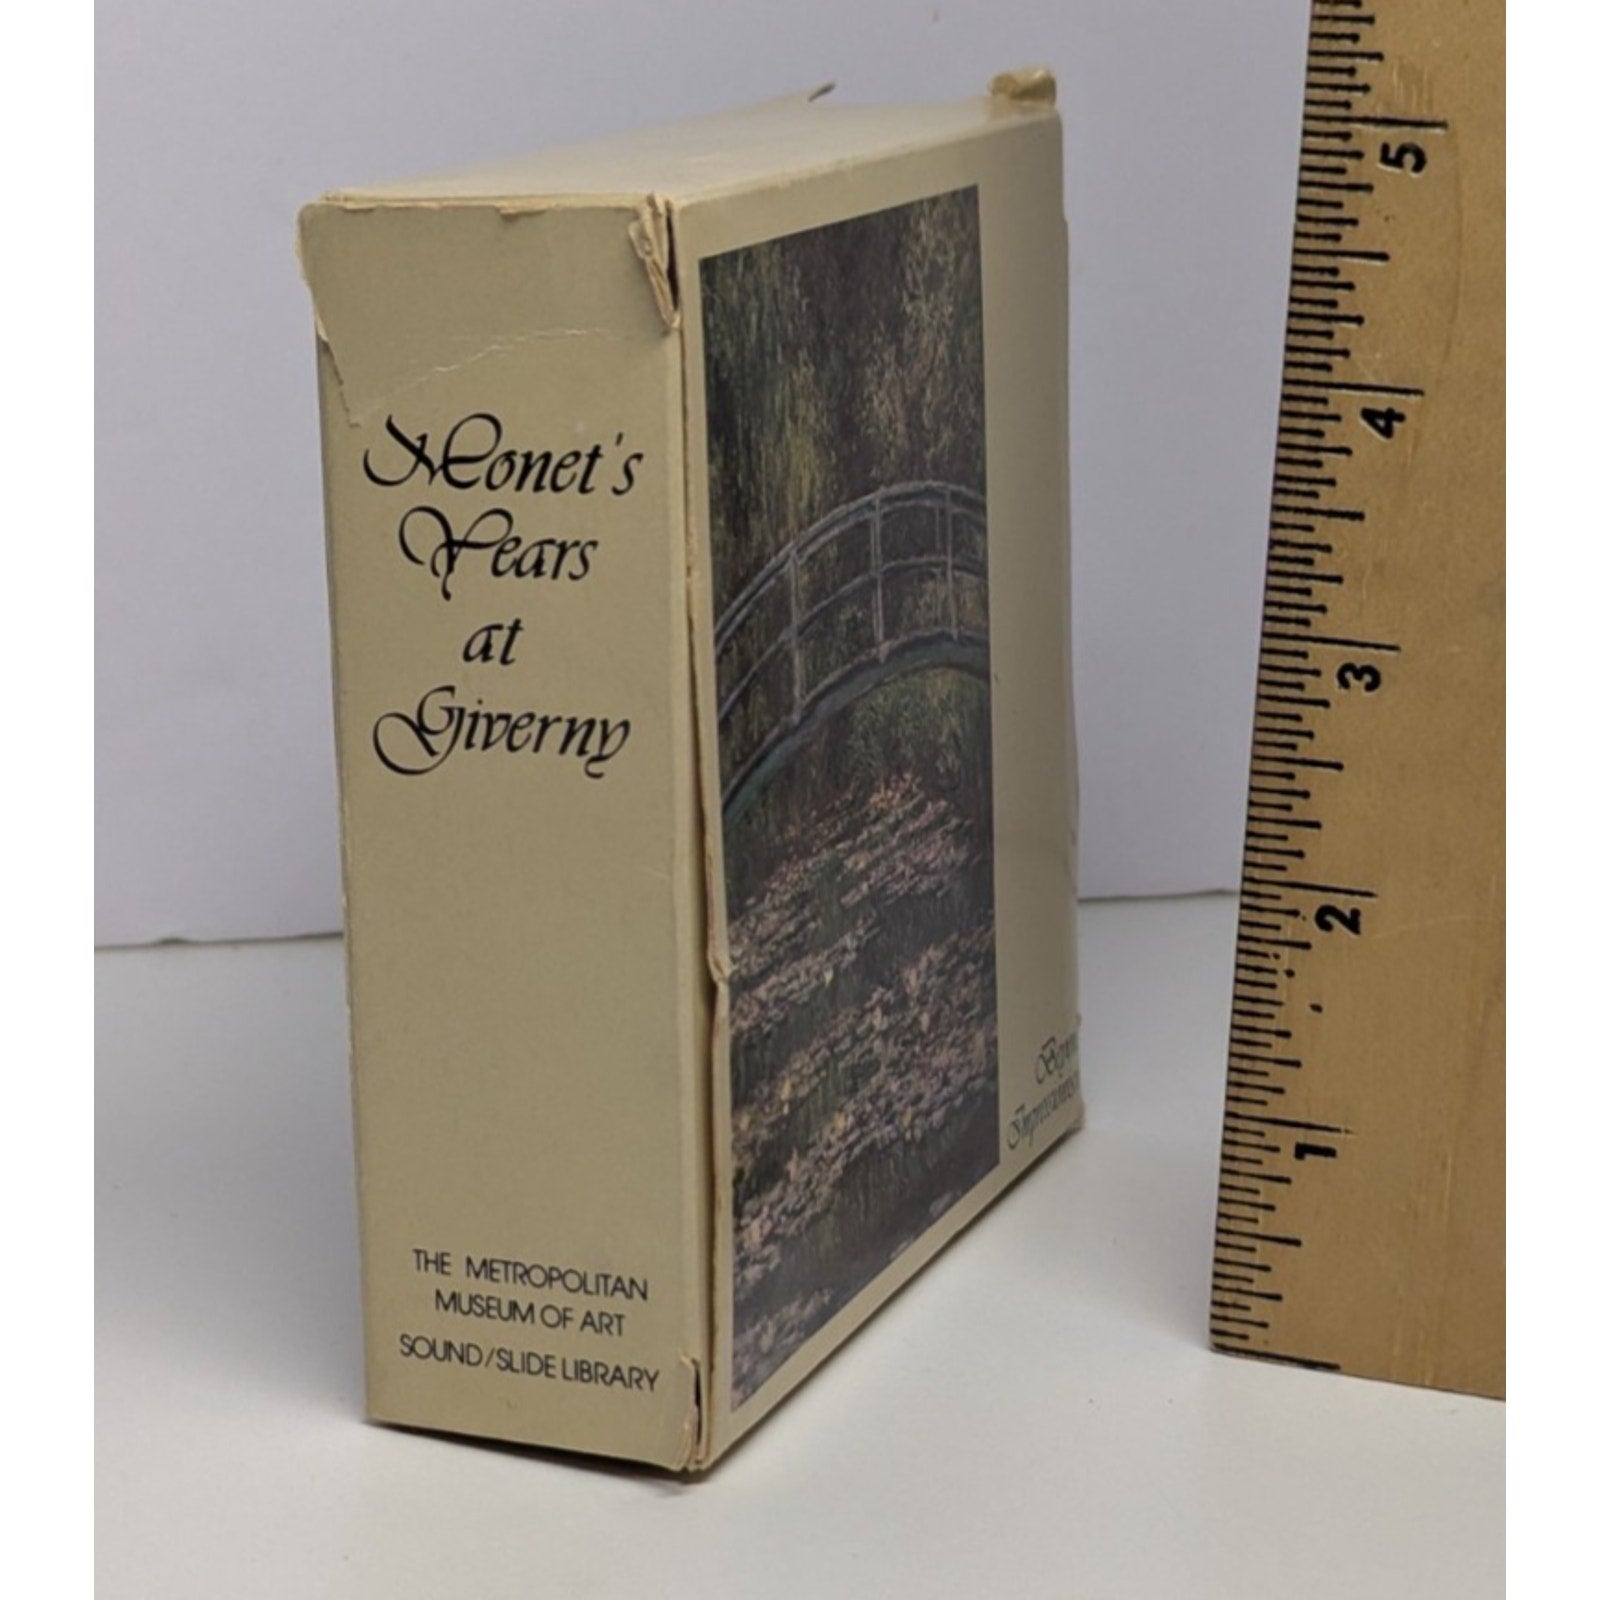 Monet's
Years
at
Giverny
THE METROPOLITAN
MUSEUM OF ART
SOUND/SLIDE LIBRARY
5
4
3
2
1